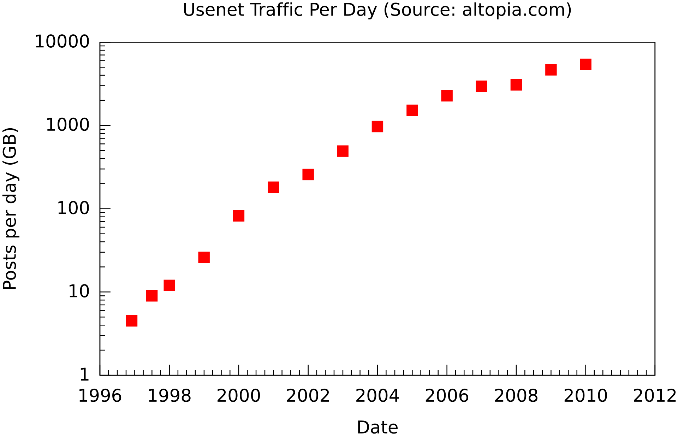 Usenet Traffic Per Day (Source: altopia.com)
10000
1000
100
10
1
Posts per day (GB)
1996 1998 2000 2002 2004 2006 2008 2010 2012
Date